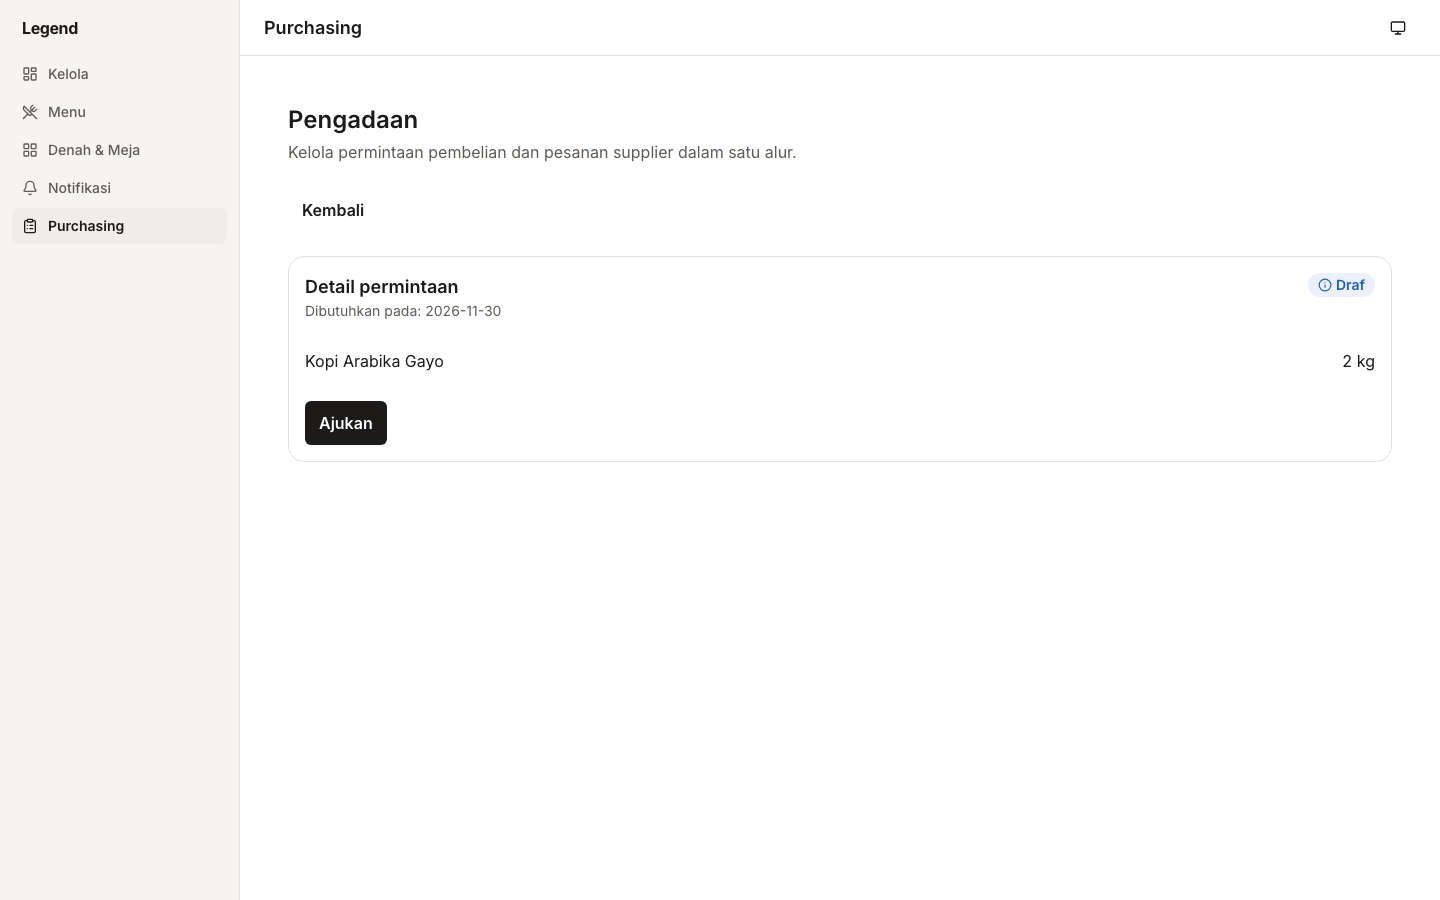 Legend
Kelola
Menu
Denah & Meja
Notifikasi
Purchasing
Purchasing
Pengadaan
Kelola permintaan pembelian dan pesanan supplier dalam satu alur.
Kembali
Detail permintaan
Draf
Dibutuhkan pada: 2026-11-30
Kopi Arabika Gayo 2 kg
Ajukan